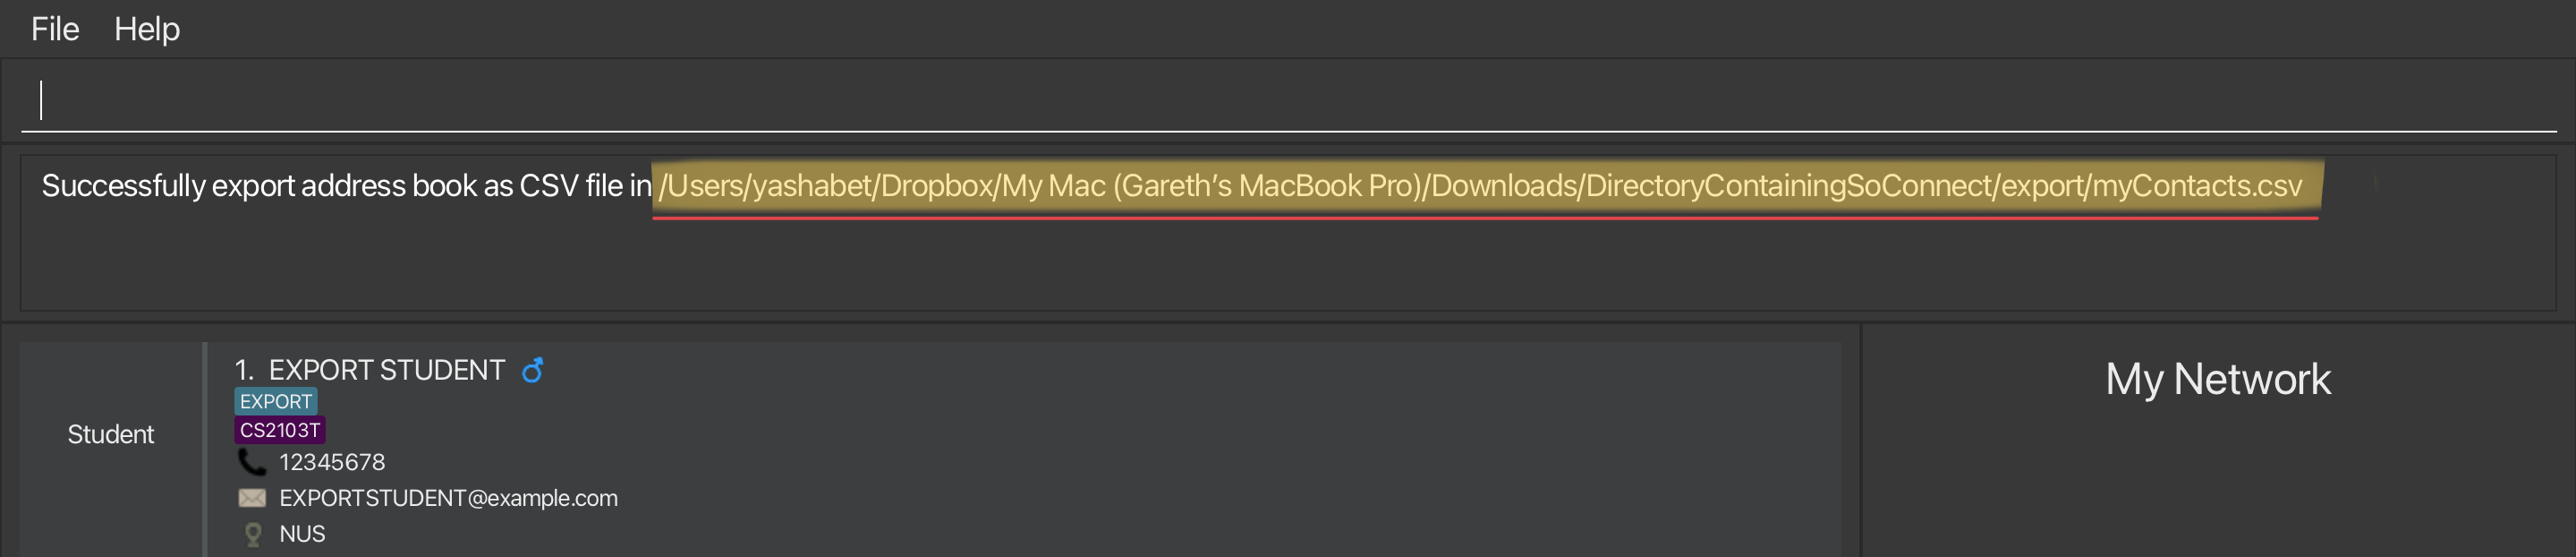 File Help
Successfully export address book as CSV file in /Users/yashabet/Dropbox/My Mac (Gareth’s MacBook Pro)/Downloads/DirectoryContainingSoConnect/export/myContacts.csv
Student
1. EXPORT STUDENT
EXPORT
CS2103T
12345678
EXPORTSTUDENT@example.com
NUS
My Network